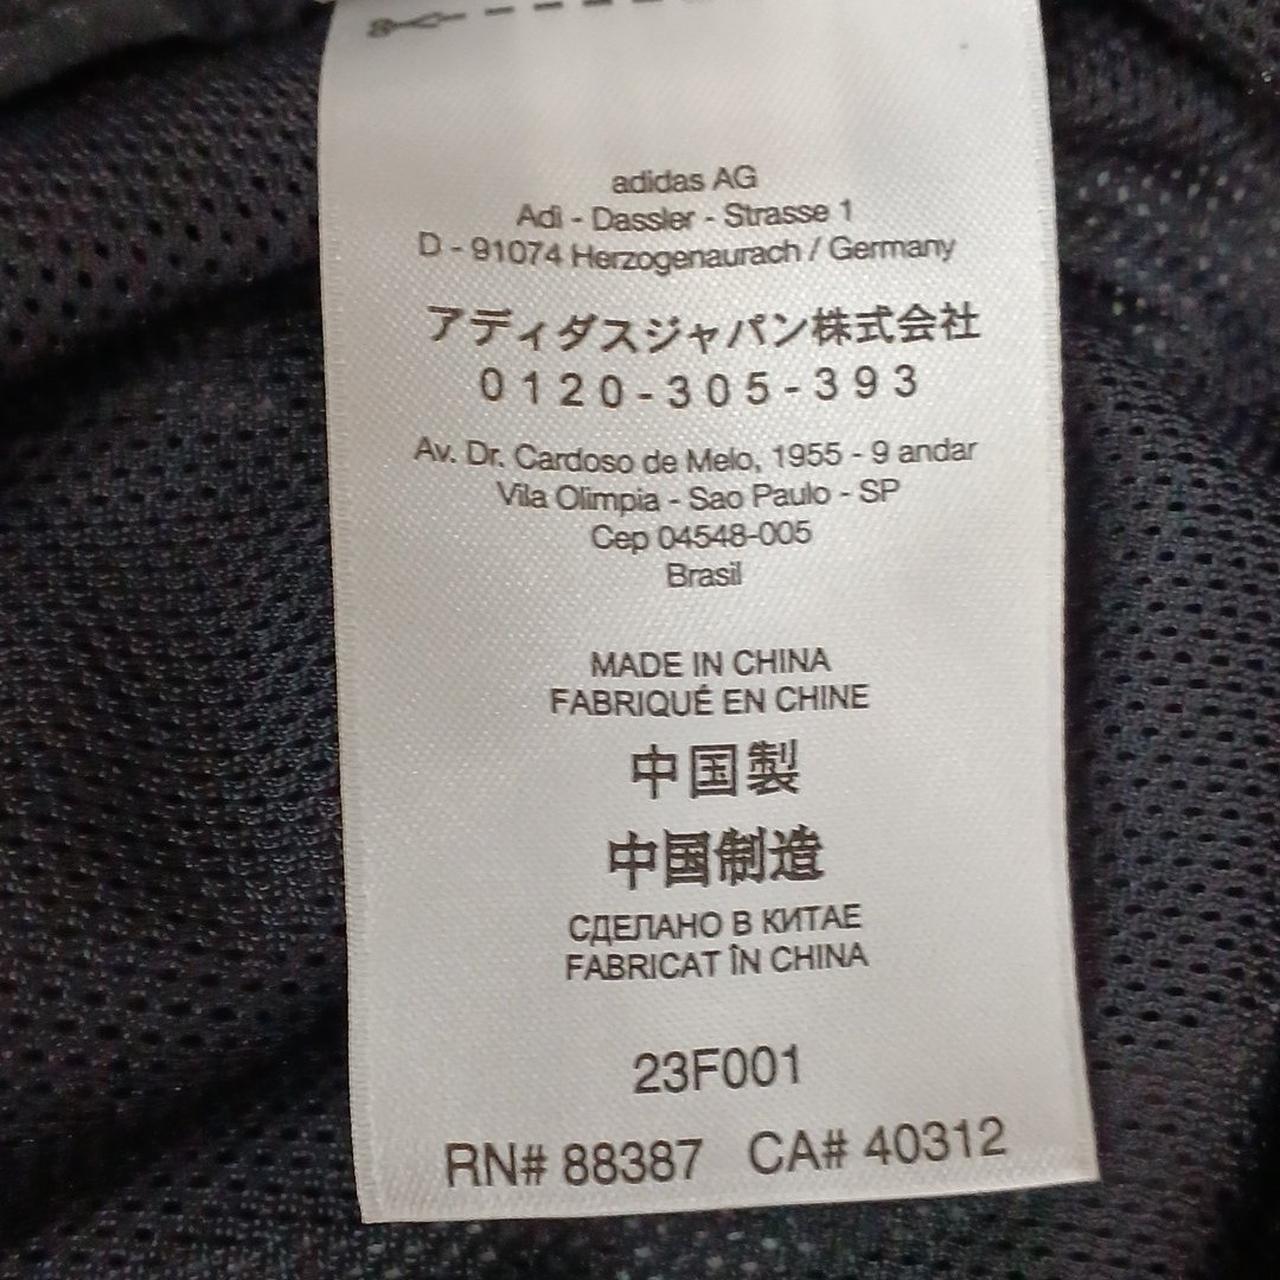 adidas AG
Adi - Dassler - Strasse 1
D - 91074 Herzogenaurach / Germany
アディダスジャパン株式会社
0120-305-393
Av. Dr. Cardoso de Melo, 1955 - 9 andar
Vila Olimpia - Sao Paulo - SP
Cep 04548-005
Brasil
MADE IN CHINA
FABRIQUÉ EN CHINE
中国製
中国制造
СДЕЛАНО В КИТАЕ
FABRICAT ÎN CHINA
23F001
RN# 88387 CA# 40312